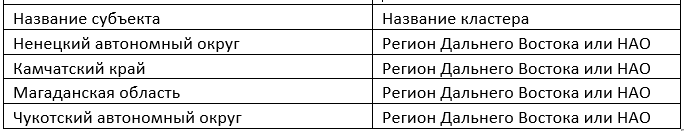 Название субъекта Название кластера
Ненецкий автономный округ Регион Дальнего Востока или НАО
Камчатский край Регион Дальнего Востока или НАО
Магаданская область Регион Дальнего Востока или НАО
Чукотский автономный округ Регион Дальнего Востока или НАО